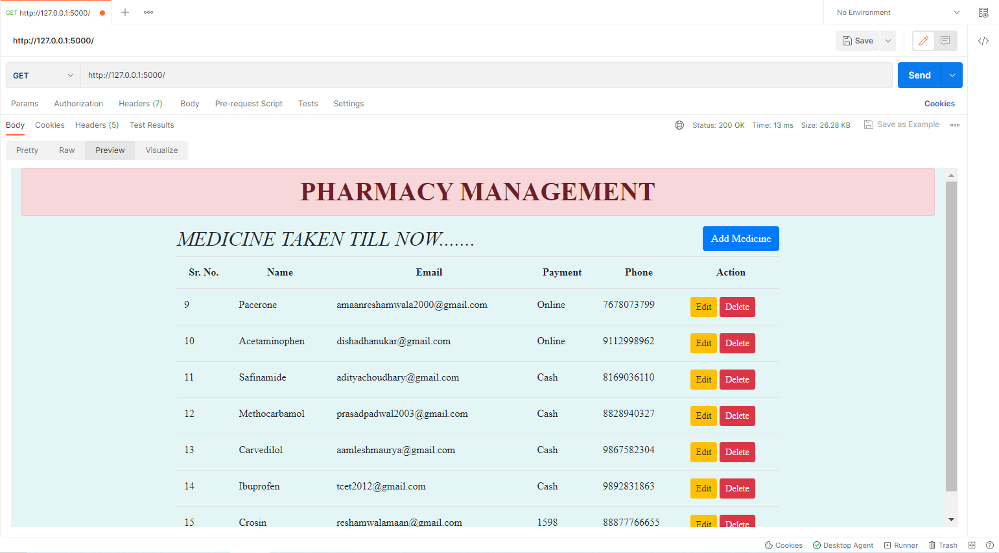 GET http://127.0.0.1:5000/
No Environment
http://127.0.0.1:5000/
Save
GET http://127.0.0.1:5000/ Send
Params Authorization Headers (7) Body Pre-request Script Tests Settings Cookies
Body Cookies Headers (5) Test Results Status: 200 OK Time: 13 ms Size: 26.28 KB Save as Example
Pretty Raw Preview Visualize
PHARMACY MANAGEMENT
MEDICINE TAKEN TILL NOW....... Add Medicine
Sr. No. Name Email Payment Phone Action
9 Pacerone amaanreshamwala2000@gmail.com Online 7678073799 Edit Delete
10 Acetaminophen dishadhanukar@gmail.com Online 9112998962 Edit Delete
11 Safinamide adityachoudhary@gmail.com Cash 8169036110 Edit Delete
12 Methocarbamol prasadpadwal2003@gmail.com Cash 8828940327 Edit Delete
13 Carvedilol aamleshmaurya@gmail.com Cash 9867582304 Edit Delete
14 Ibuprofen tcet2012@gmail.com Cash 9892831863 Edit Delete
15 Crosin reshamwalamaan@gmail.com 1598 88877766655 Edit Delete
Cookies Desktop Agent Runner Trash